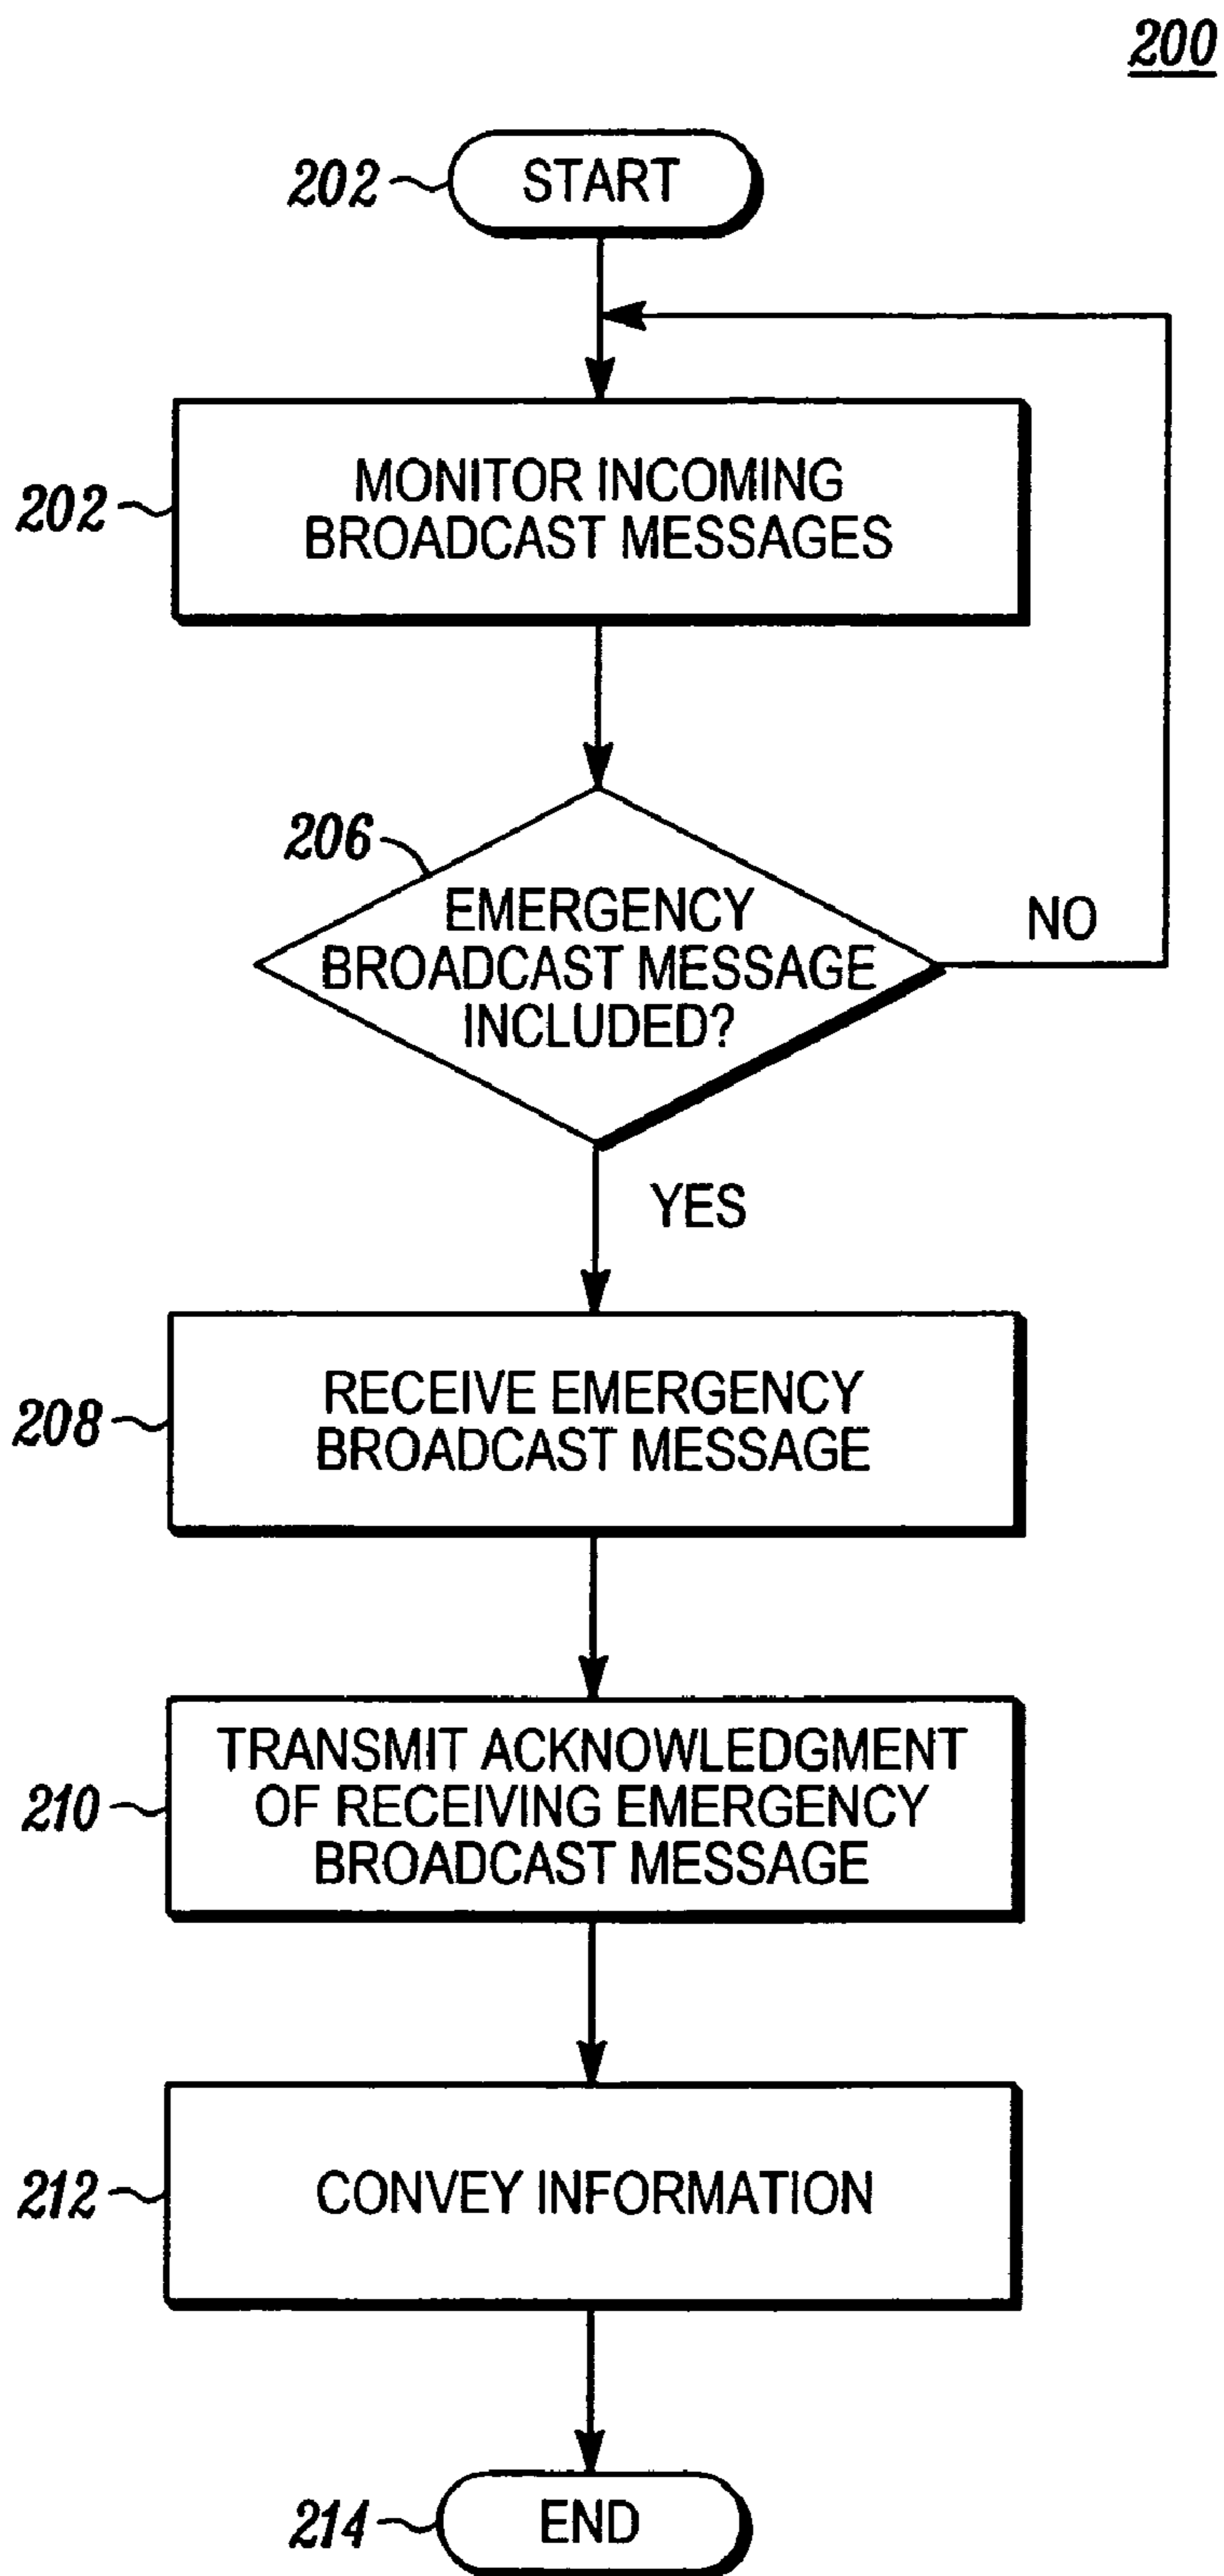 200
202
START
202
MONITOR INCOMING
BROADCAST MESSAGES
206
EMERGENCY
BROADCAST MESSAGE
INCLUDED?
NO
YES
208
RECEIVE EMERGENCY
BROADCAST MESSAGE
210
TRANSMIT ACKNOWLEDGMENT
OF RECEIVING EMERGENCY
BROADCAST MESSAGE
212
CONVEY INFORMATION
214
END